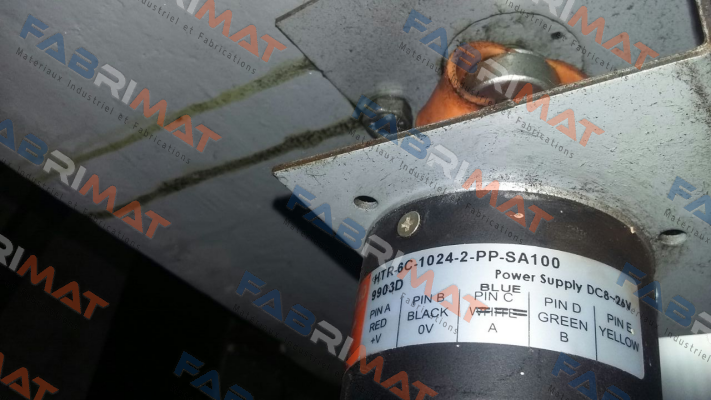 HTR-6C-1024-2-PP-SA100
9903D
Power Supply DC8~26V
BLUE
PIN A PIN B PIN C PIN D PIN E
RED BLACK WHITE GREEN YELLOW
+V 0V A B
FABRIMAT
Materiaux Industriel et Fabrications